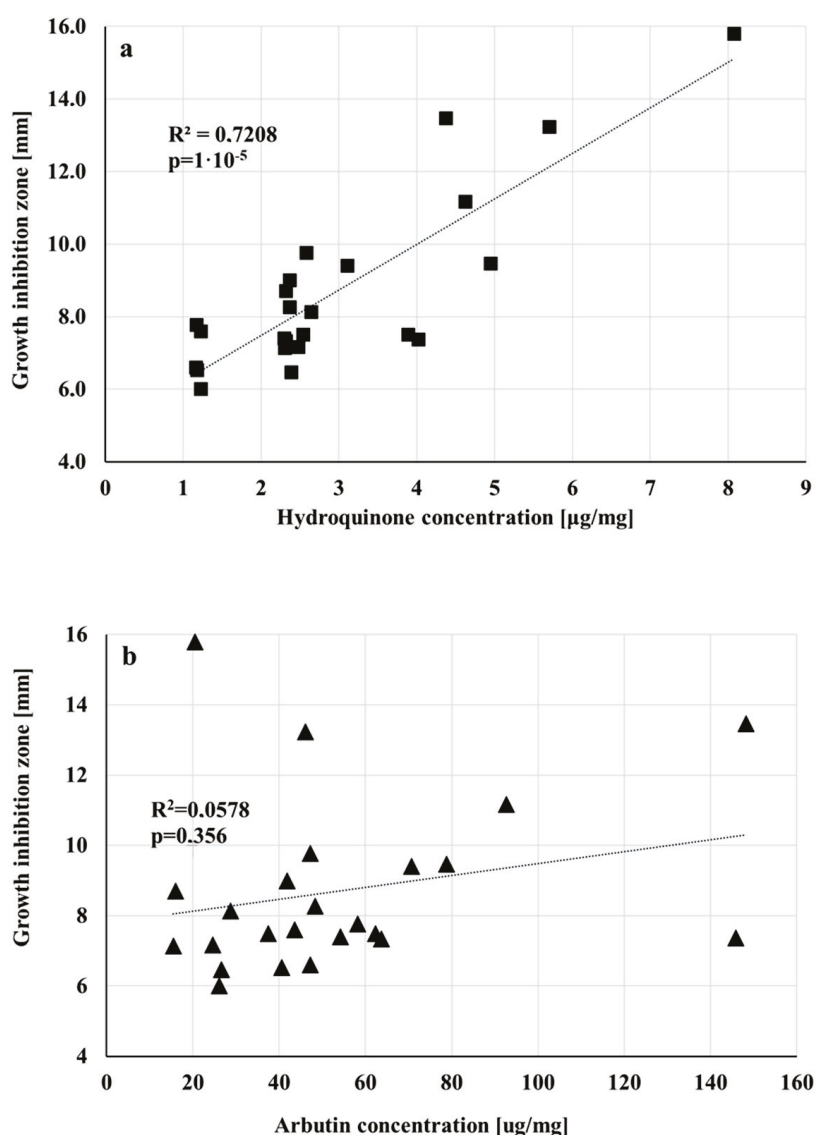 a
16.0
14.0
12.0
10.0
8.0
6.0
4.0
Growth inhibition zone [mm]
R² = 0.7208
p=1·10⁻⁵
0 1 2 3 4 5 6 7 8 9
Hydroquinone concentration [µg/mg]
b
16
14
12
10
8
6
4
Growth inhibition zone [mm]
R²=0.0578
p=0.356
0 20 40 60 80 100 120 140 160
Arbutin concentration [ug/mg]